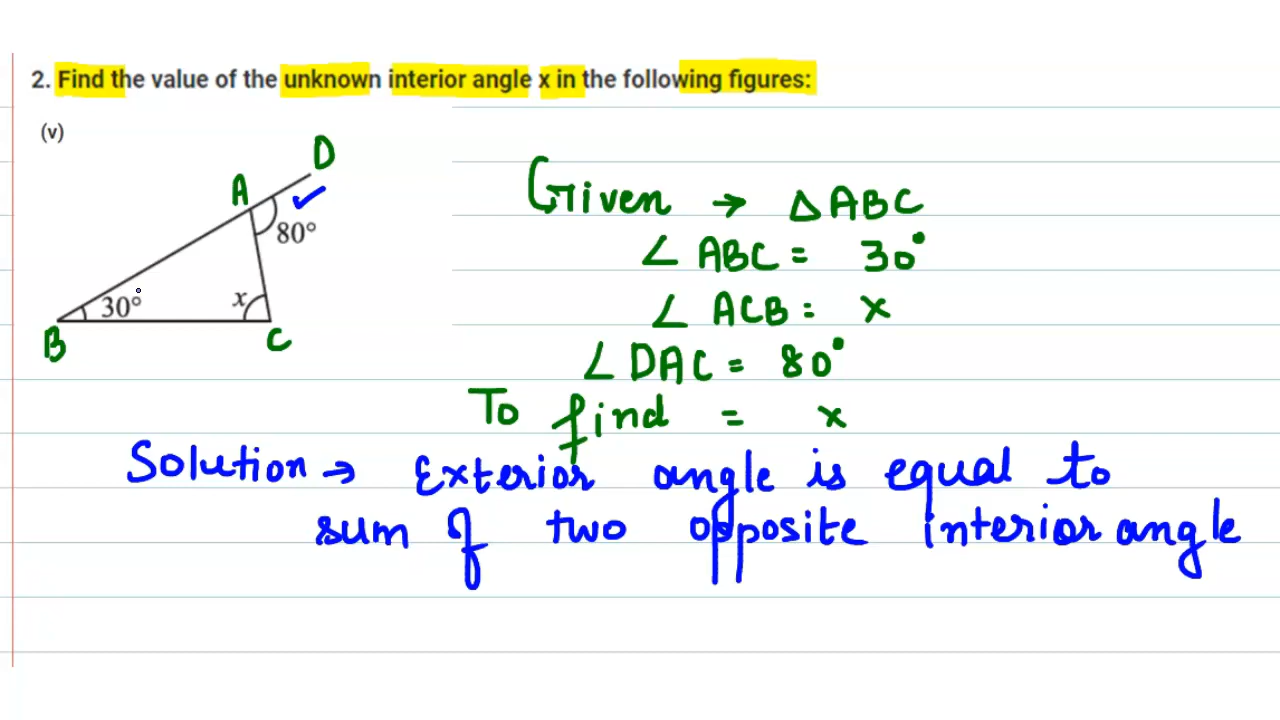 2. Find the value of the unknown interior angle x in the following figures:
(v)
D
A
80°
30°
x
B
C
Given → △ABC
∠ ABC = 30°
∠ ACB = x
∠ DAC = 80°
To find = x
Solution → Exterior angle is equal to
sum of two opposite interior angle